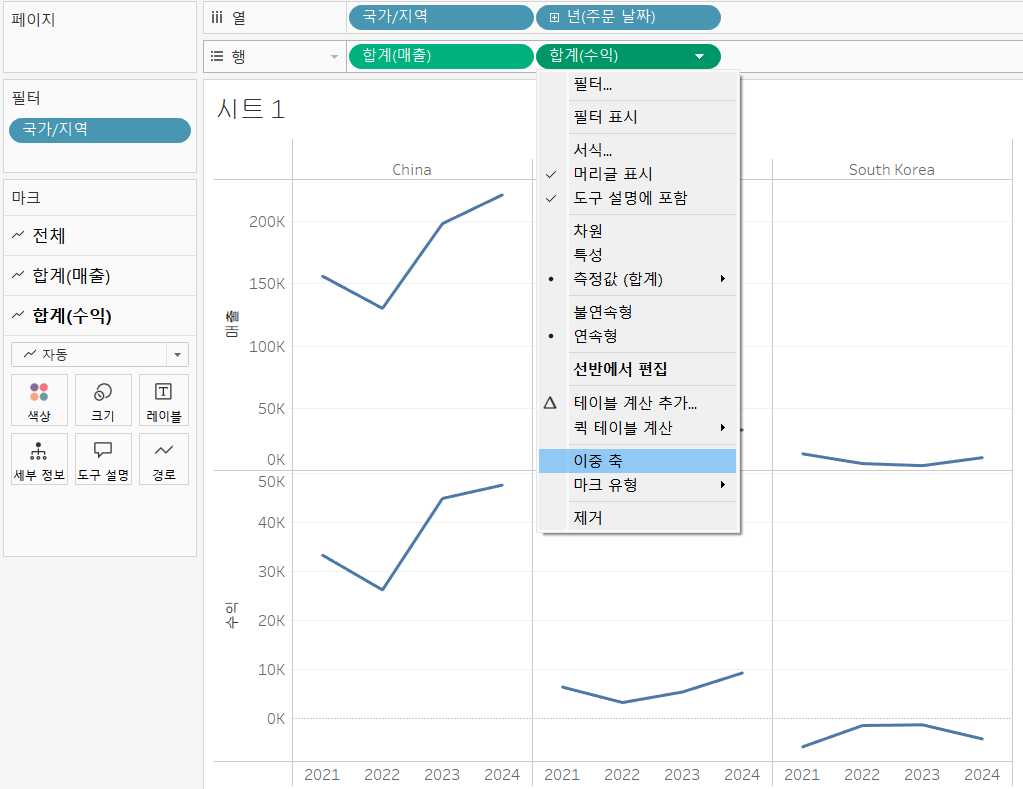 페이지
필터
국가/지역
마크
전체
합계(매출)
합계(수익)
자동
색상
크기
레이블
세부 정보
도구 설명
경로
열
국가/지역
년(주문 날짜)
행
합계(매출)
합계(수익)
시트 1
China
South Korea
매출
200K
150K
100K
50K
0K
수익
50K
40K
30K
20K
10K
0K
2021 2022 2023 2024 2021 2022 2023 2024 2021 2022 2023 2024
필터...
필터 표시
서식...
머리글 표시
도구 설명에 포함
차원
특성
측정값 (합계)
불연속형
연속형
선반에서 편집
테이블 계산 추가...
퀵 테이블 계산
이중 축
마크 유형
제거